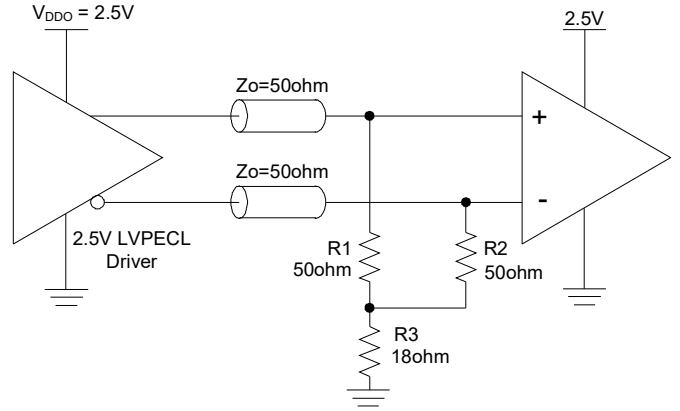 VDDO = 2.5V
2.5V
Zo=50ohm
+
Zo=50ohm
-
2.5V LVPECL
Driver
R1
50ohm
R2
50ohm
R3
18ohm